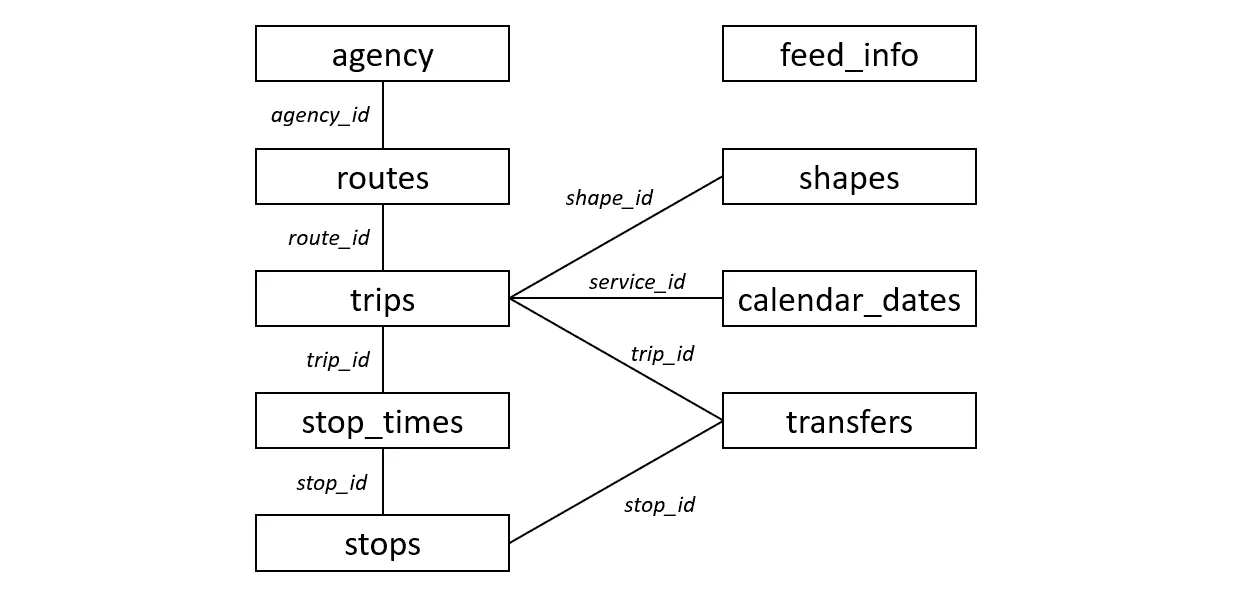 agency
feed_info
agency_id
routes
shapes
shape_id
route_id
trips
service_id
calendar_dates
trip_id
trip_id
stop_times
transfers
stop_id
stop_id
stops